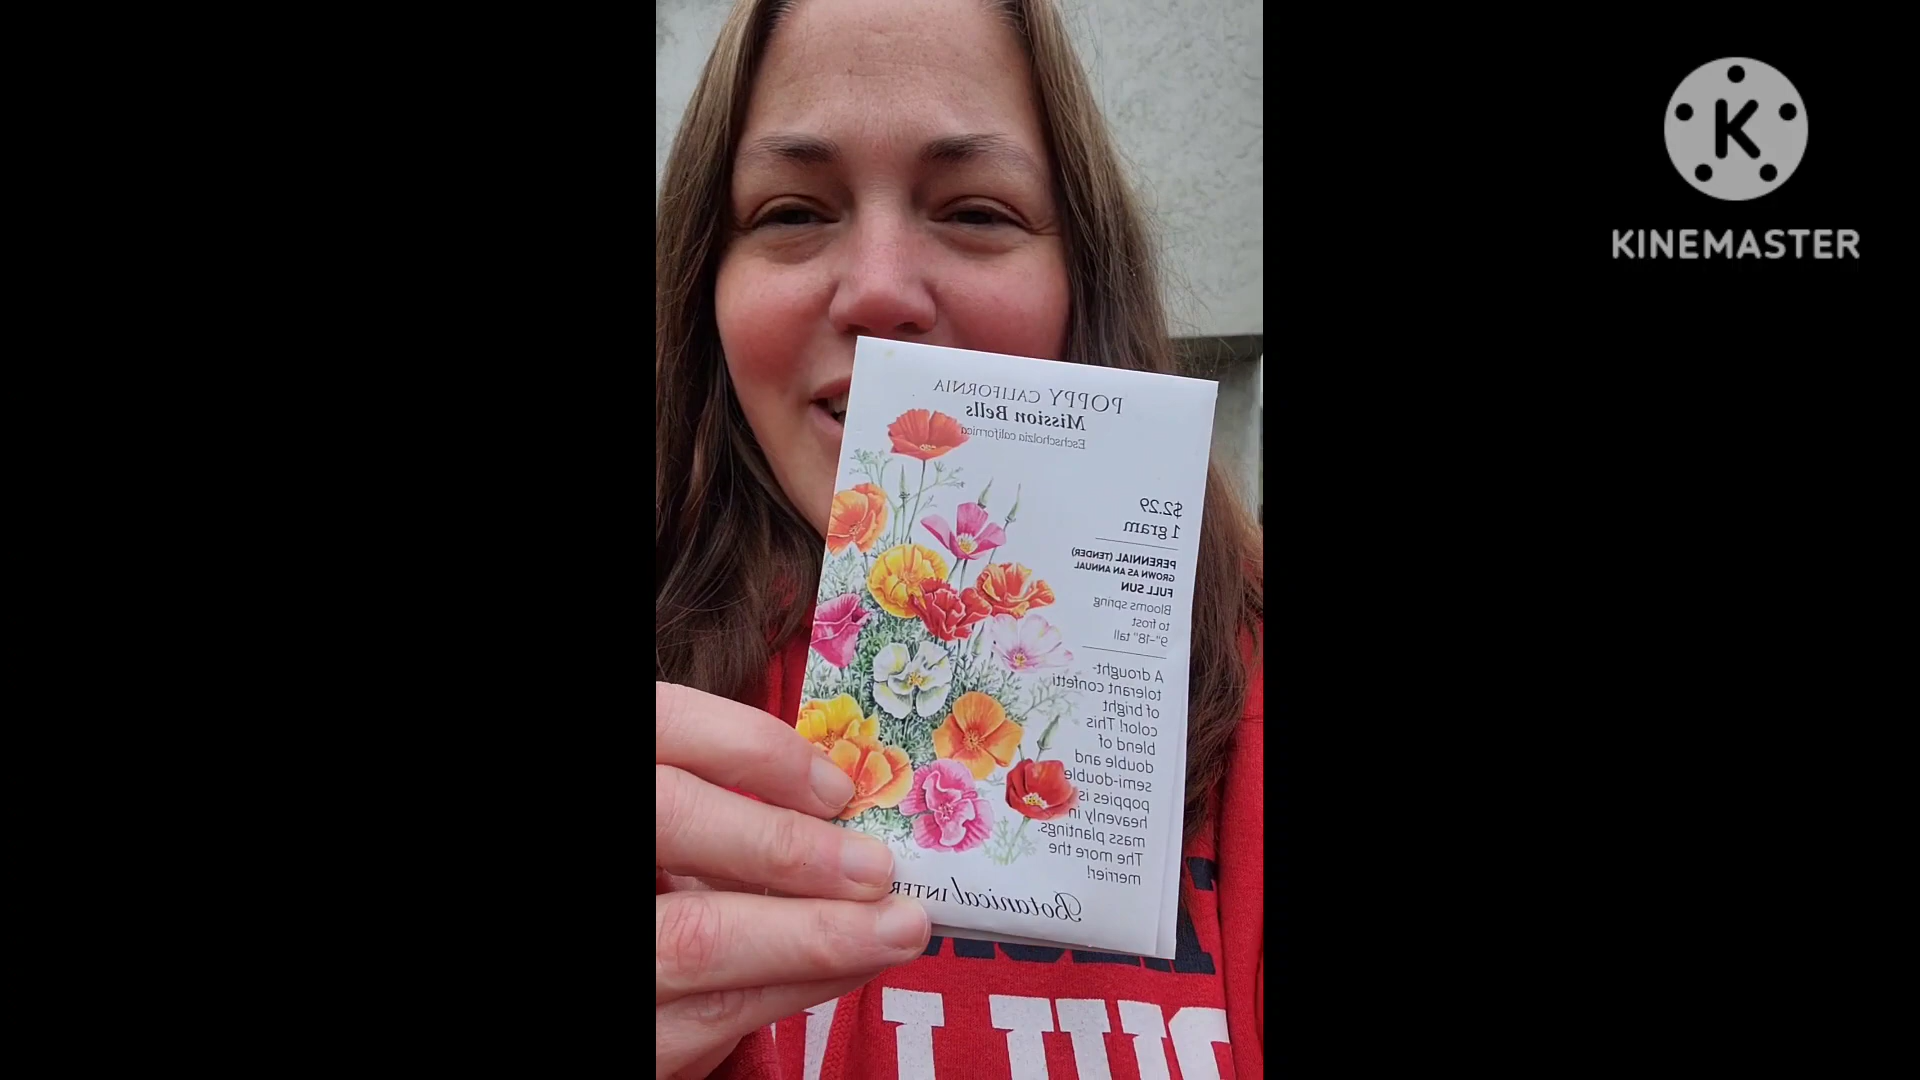 POPPY CALIFORNIA
Mission Bells
Eschscholzia californica
$2.29
1 gram
PERENNIAL (TENDER)
GROWN AS AN ANNUAL
FULL SUN
Blooms spring
to frost
9"–18" tall
A drought-
tolerant confetti
of bright
color! This
blend of
double and
semi-double
poppies is
heavenly in
mass plantings.
The more the
merrier!
Botanical INTER
K
KINEMASTER